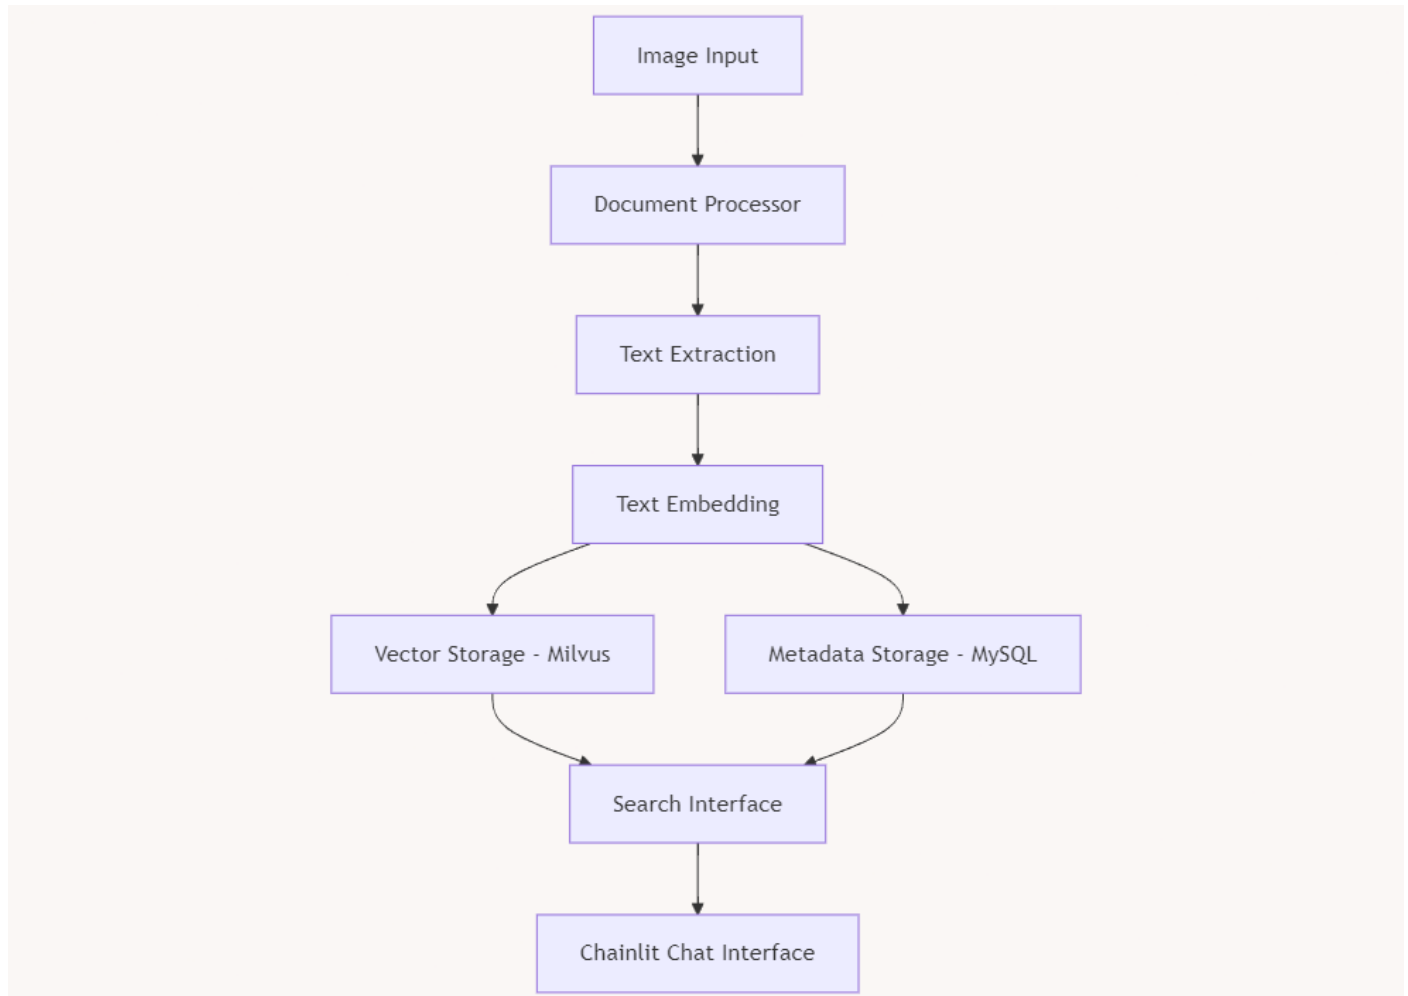 Image Input
Document Processor
Text Extraction
Text Embedding
Vector Storage - Milvus
Metadata Storage - MySQL
Search Interface
Chainlit Chat Interface